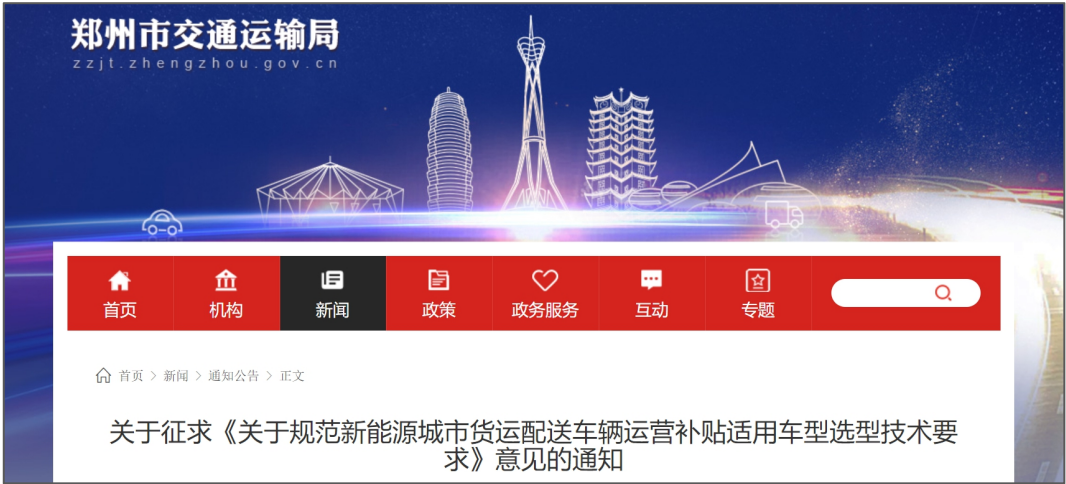 郑州市交通运输局
zzjt.zhengzhou.gov.cn
首页 机构 新闻 政策 政务服务 互动 专题
首页 > 新闻 > 通知公告 > 正文
关于征求《关于规范新能源城市货运配送车辆运营补贴适用车型选型技术要
求》意见的通知